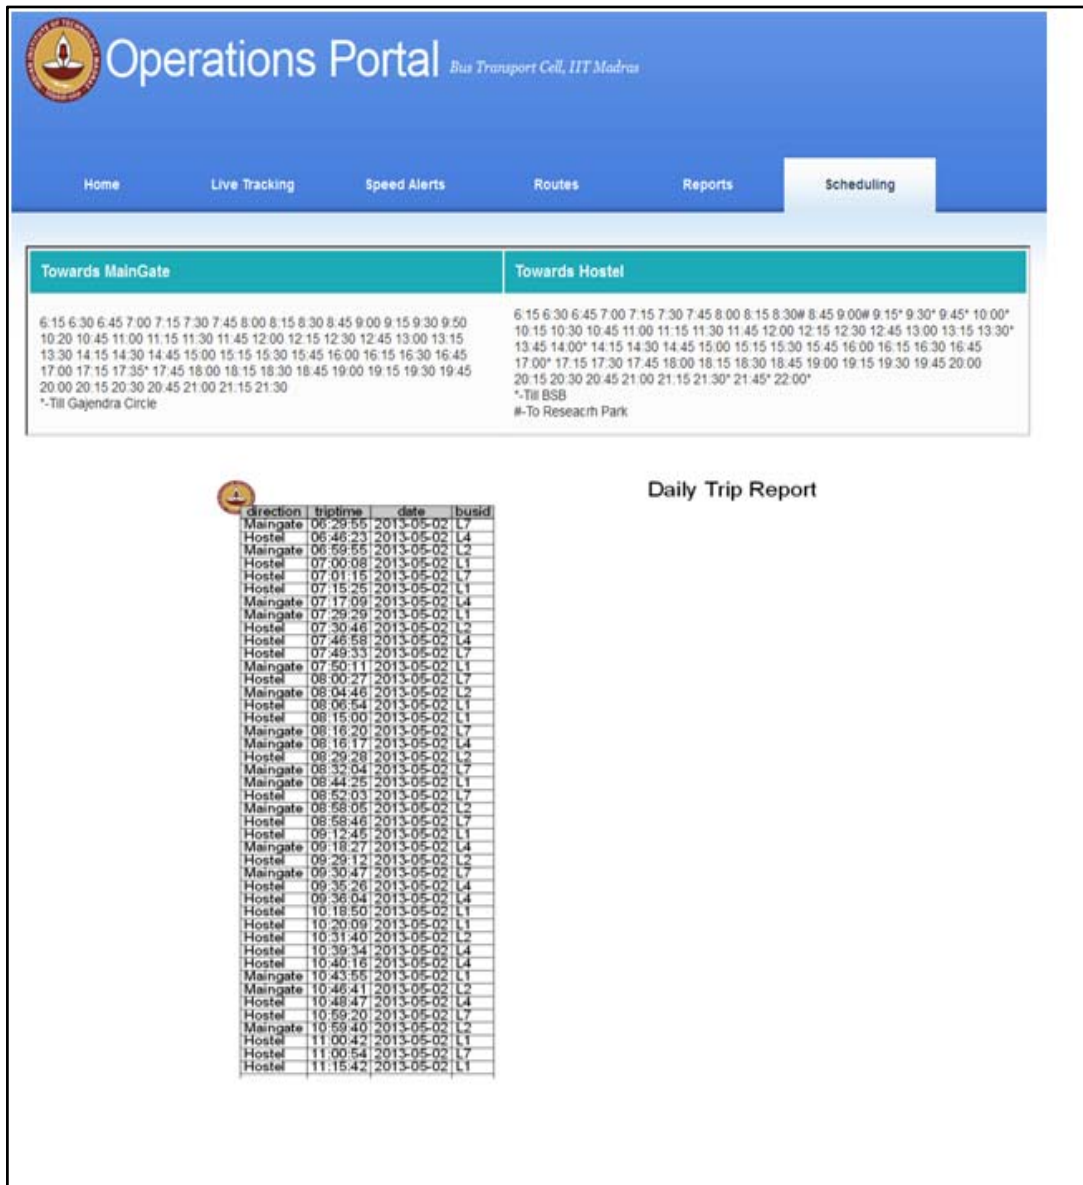 Operations Portal Bus Transport Cell, IIT Madras
Home Live Tracking Speed Alerts Routes Reports Scheduling
Towards MainGate
6:15 6:30 6:45 7:00 7:15 7:30 7:45 8:00 8:15 8:30 8:45 9:00 9:15 9:30 9:50
10:20 10:45 11:00 11:15 11:30 11:45 12:00 12:15 12:30 12:45 13:00 13:15
13:30 14:15 14:30 14:45 15:00 15:15 15:30 15:45 16:00 16:15 16:30 16:45
17:00 17:15 17:35* 17:45 18:00 18:15 18:30 18:45 19:00 19:15 19:30 19:45
20:00 20:15 20:30 20:45 21:00 21:15 21:30
*-Till Gajendra Circle
Towards Hostel
6:15 6:30 6:45 7:00 7:15 7:30 7:45 8:00 8:15 8:30# 8:45 9:00# 9:15* 9:30* 9:45* 10:00*
10:15 10:30 10:45 11:00 11:15 11:30 11:45 12:00 12:15 12:30 12:45 13:00 13:15 13:30*
13:45 14:00* 14:15 14:30 14:45 15:00 15:15 15:30 15:45 16:00 16:15 16:30 16:45
17:00* 17:15 17:30 17:45 18:00 18:15 18:30 18:45 19:00 19:15 19:30 19:45 20:00
20:15 20:30 20:45 21:00 21:15 21:30* 21:45* 22:00*
*-Till BSB
#-To Reseacrh Park
Daily Trip Report
direction triptime date busid
Maingate 06:29:55 2013-05-02 L7
Hostel 06:46:23 2013-05-02 L4
Maingate 06:59:55 2013-05-02 L2
Hostel 07:00:08 2013-05-02 L1
Hostel 07:01:15 2013-05-02 L7
Hostel 07:15:25 2013-05-02 L1
Maingate 07:17:09 2013-05-02 L4
Maingate 07:29:29 2013-05-02 L1
Hostel 07:30:46 2013-05-02 L2
Hostel 07:46:58 2013-05-02 L4
Hostel 07:49:33 2013-05-02 L7
Maingate 07:50:11 2013-05-02 L1
Hostel 08:00:27 2013-05-02 L7
Maingate 08:04:46 2013-05-02 L2
Hostel 08:06:54 2013-05-02 L1
Hostel 08:15:00 2013-05-02 L1
Maingate 08:16:20 2013-05-02 L7
Maingate 08:16:17 2013-05-02 L4
Hostel 08:29:28 2013-05-02 L2
Maingate 08:32:04 2013-05-02 L7
Maingate 08:44:25 2013-05-02 L1
Hostel 08:52:03 2013-05-02 L7
Maingate 08:58:05 2013-05-02 L2
Hostel 08:58:46 2013-05-02 L7
Hostel 09:12:45 2013-05-02 L1
Maingate 09:18:27 2013-05-02 L4
Hostel 09:29:12 2013-05-02 L2
Maingate 09:30:47 2013-05-02 L7
Hostel 09:35:26 2013-05-02 L4
Hostel 09:36:04 2013-05-02 L4
Hostel 10:18:50 2013-05-02 L1
Hostel 10:20:09 2013-05-02 L1
Hostel 10:31:40 2013-05-02 L2
Hostel 10:39:34 2013-05-02 L4
Hostel 10:40:16 2013-05-02 L4
Maingate 10:43:55 2013-05-02 L1
Maingate 10:46:41 2013-05-02 L2
Hostel 10:48:47 2013-05-02 L4
Hostel 10:59:20 2013-05-02 L7
Maingate 10:59:40 2013-05-02 L2
Hostel 11:00:42 2013-05-02 L1
Hostel 11:00:54 2013-05-02 L7
Hostel 11:15:42 2013-05-02 L1